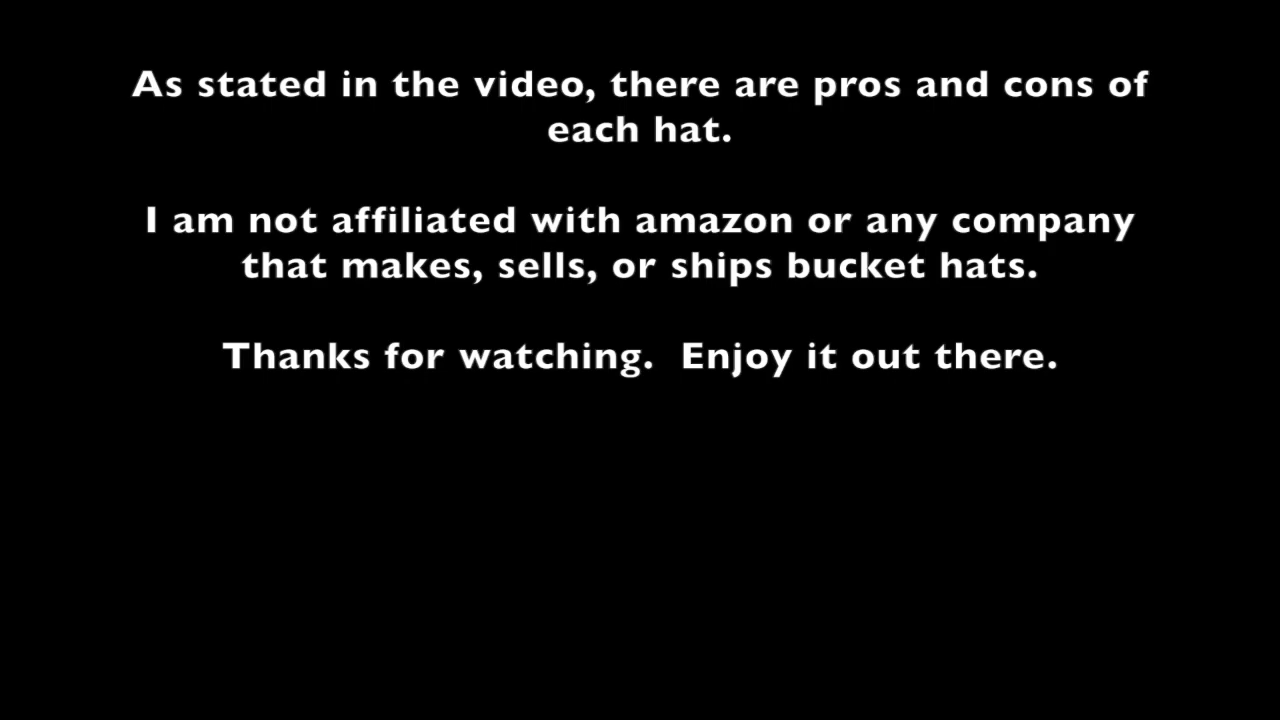 As stated in the video, there are pros and cons of
each hat.
I am not affiliated with amazon or any company
that makes, sells, or ships bucket hats.
Thanks for watching.  Enjoy it out there.